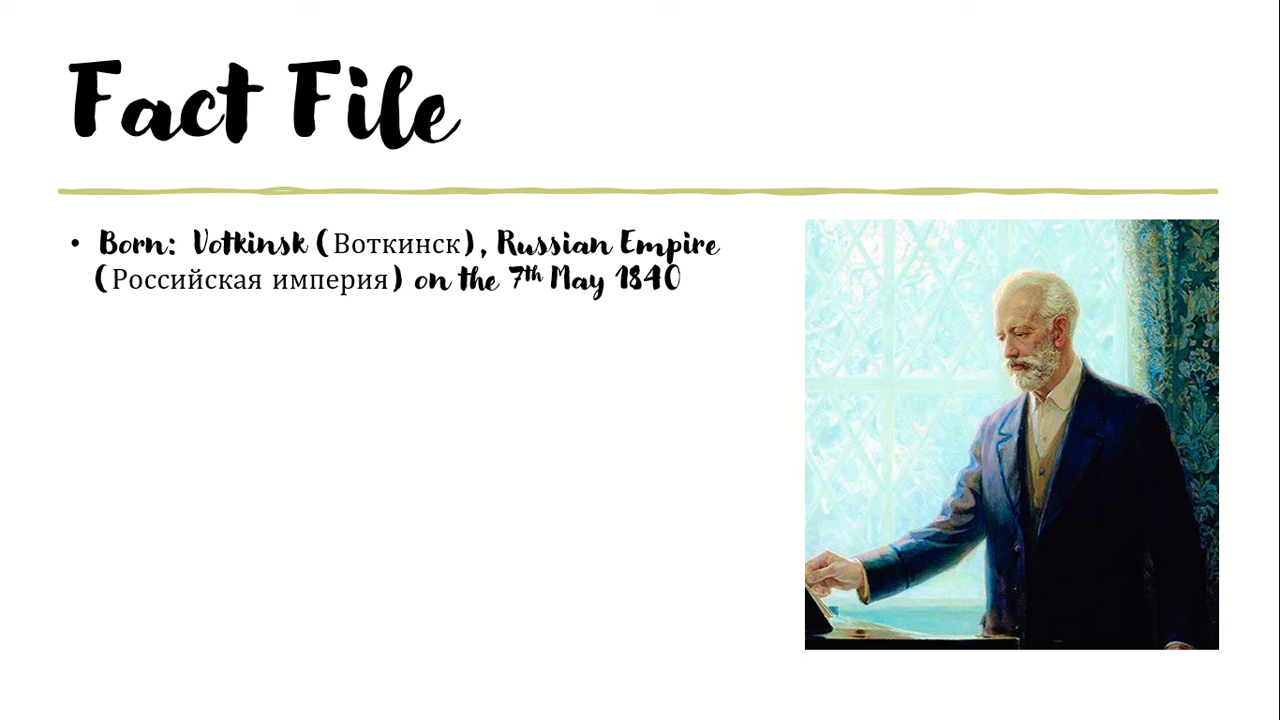 Fact File
• Born: Votkinsk (Воткинск), Russian Empire
(Российская империя) on the 7th May 1840